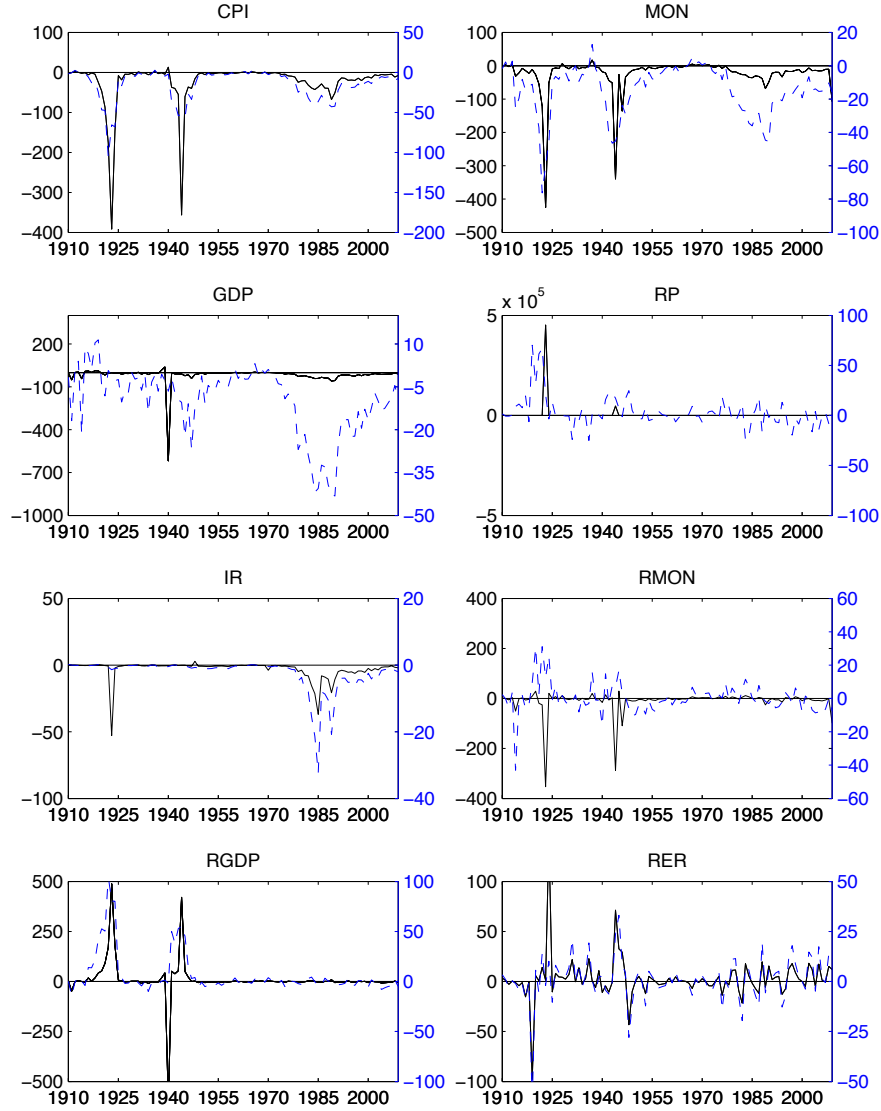 CPI MON
100 50 100 20
0 0 0 0
−100 −50 −100 −20
−200 −100 −200 −40
−300 −150 −300 −60
−400 −80
−400 −200 −500 −100
1910 1925 1940 1955 1970 1985 2000 1910 1925 1940 1955 1970 1985 2000
GDP RP
5 x 10^5 100
200 10 50
−100 −5 0 0
−400 −20
−700 −35 −50
−1000 −50 −5 −100
1910 1925 1940 1955 1970 1985 2000 1910 1925 1940 1955 1970 1985 2000
IR RMON
50 20 400 60
200 40
0 0 20
0 0
−50 −20 −20
−200 −40
−100 −40 −400 −60
1910 1925 1940 1955 1970 1985 2000 1910 1925 1940 1955 1970 1985 2000
RGDP RER
500 100 100 50
250 50 50 25
0 0 0 0
−250 −50 −50 −25
−500 −100 −100 −50
1910 1925 1940 1955 1970 1985 2000 1910 1925 1940 1955 1970 1985 2000